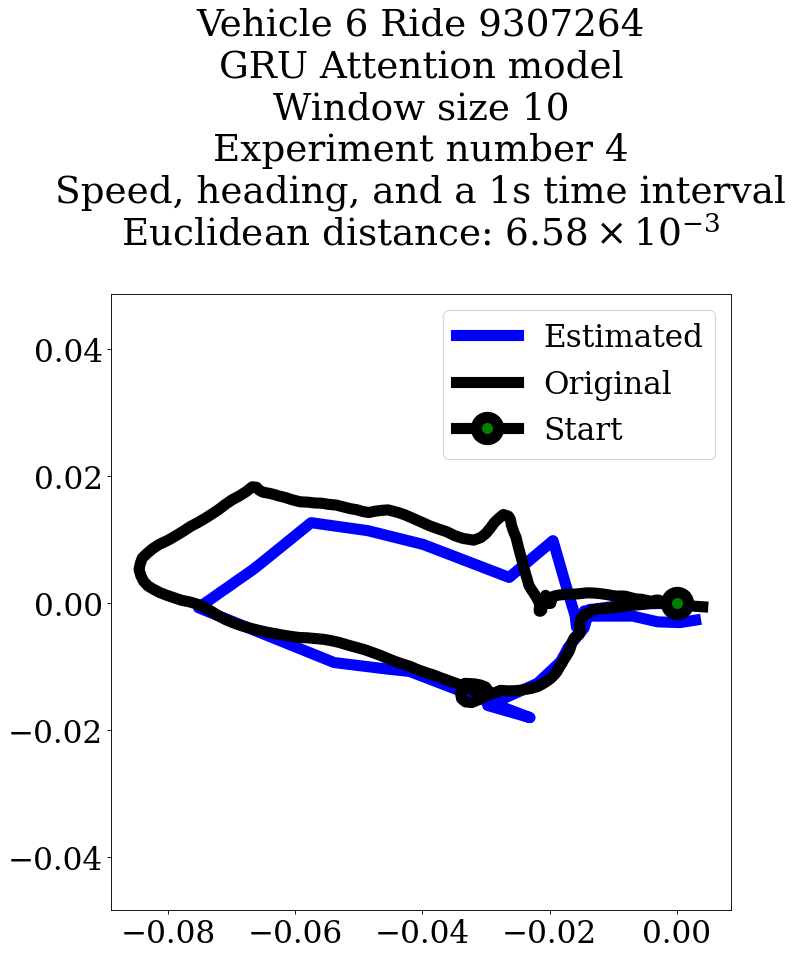 Vehicle 6 Ride 9307264
GRU Attention model
Window size 10
Experiment number 4
Speed, heading, and a 1s time interval
Euclidean distance: 6.58 × 10⁻³
Estimated
Original
Start
0.04
0.02
0.00
−0.02
−0.04
−0.08 −0.06 −0.04 −0.02 0.00